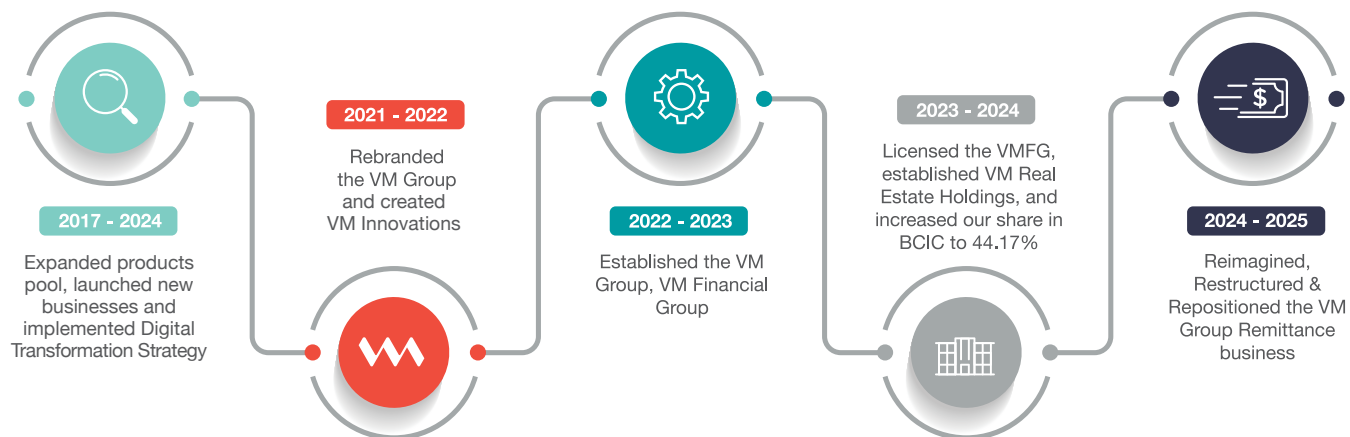 2017 - 2024
Expanded products
pool, launched new
businesses and
implemented Digital
Transformation Strategy
2021 - 2022
Rebranded
the VM Group
and created
VM Innovations
VM
2022 - 2023
Established the VM
Group, VM Financial
Group
2023 - 2024
Licensed the VMFG,
established VM Real
Estate Holdings, and
increased our share in
BCIC to 44.17%
$
2024 - 2025
Reimagined,
Restructured &
Repositioned the VM
Group Remittance
business